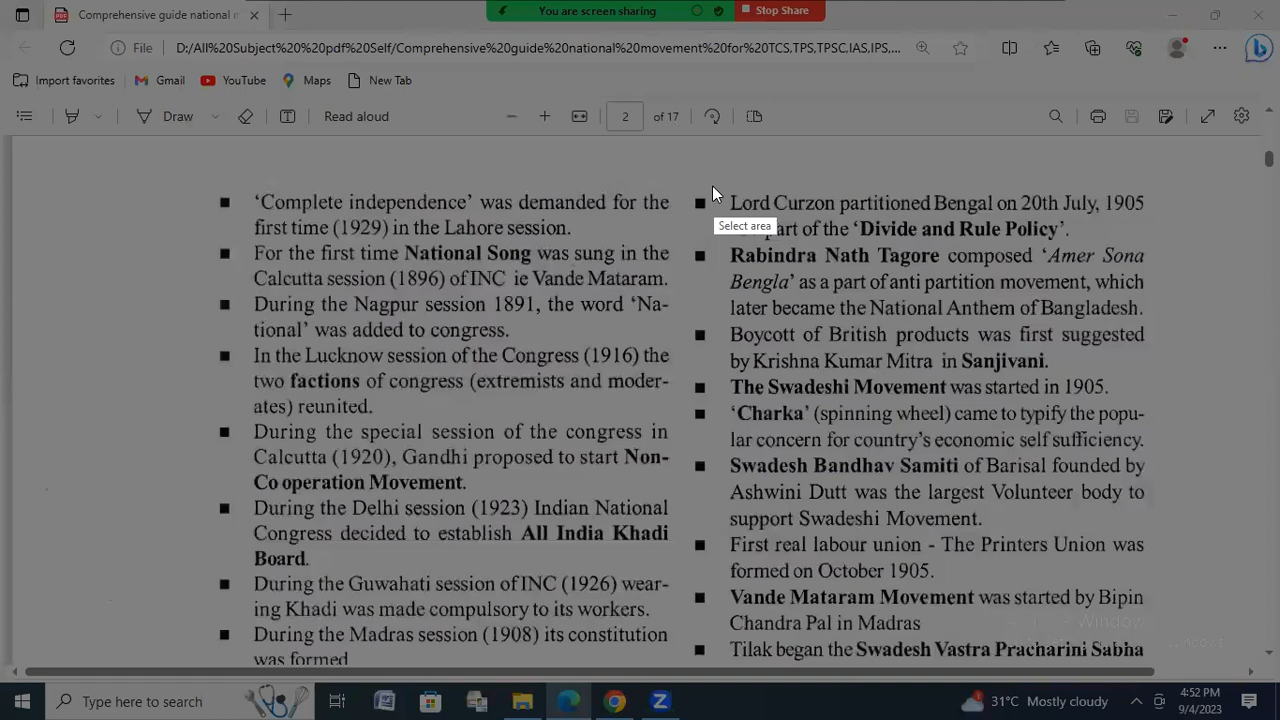 Comprehensive guide national m
You are screen sharing
Stop Share
File
D:/All%20Subject%20%20pdf%20Self/Comprehensive%20guide%20national%20movement%20for%20TCS,TPS,TPSC,IAS,IPS,...
Import favorites
Gmail
YouTube
Maps
New Tab
Draw
Read aloud
2
of 17
‘Complete independence’ was demanded for the
first time (1929) in the Lahore session.
For the first time National Song was sung in the
Calcutta session (1896) of INC ie Vande Mataram.
During the Nagpur session 1891, the word ‘Na-
tional’ was added to congress.
In the Lucknow session of the Congress (1916) the
two factions of congress (extremists and moder-
ates) reunited.
During the special session of the congress in
Calcutta (1920), Gandhi proposed to start Non-
Co operation Movement.
During the Delhi session (1923) Indian National
Congress decided to establish All India Khadi
Board.
During the Guwahati session of INC (1926) wear-
ing Khadi was made compulsory to its workers.
During the Madras session (1908) its constitution
was formed
Lord Curzon partitioned Bengal on 20th July, 1905
part of the ‘Divide and Rule Policy’.
Select area
Rabindra Nath Tagore composed ‘Amer Sona
Bengla’ as a part of anti partition movement, which
later became the National Anthem of Bangladesh.
Boycott of British products was first suggested
by Krishna Kumar Mitra in Sanjivani.
The Swadeshi Movement was started in 1905.
‘Charka’ (spinning wheel) came to typify the popu-
lar concern for country’s economic self sufficiency.
Swadesh Bandhav Samiti of Barisal founded by
Ashwini Dutt was the largest Volunteer body to
support Swadeshi Movement.
First real labour union - The Printers Union was
formed on October 1905.
Vande Mataram Movement was started by Bipin
Chandra Pal in Madras
Tilak began the Swadesh Vastra Pracharini Sabha
Type here to search
31°C Mostly cloudy
4:52 PM
9/4/2023